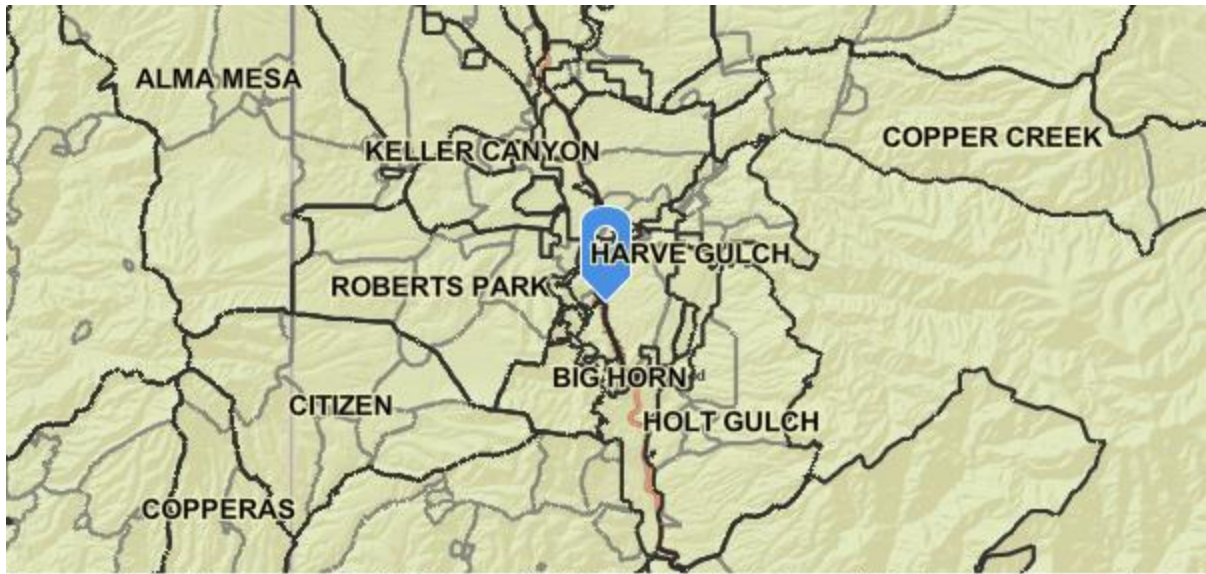 ALMA MESA
COPPER CREEK
KELLER CANYON
HARVE GULCH
ROBERTS PARK
BIG HORN
CITIZEN
HOLT GULCH
COPPERAS